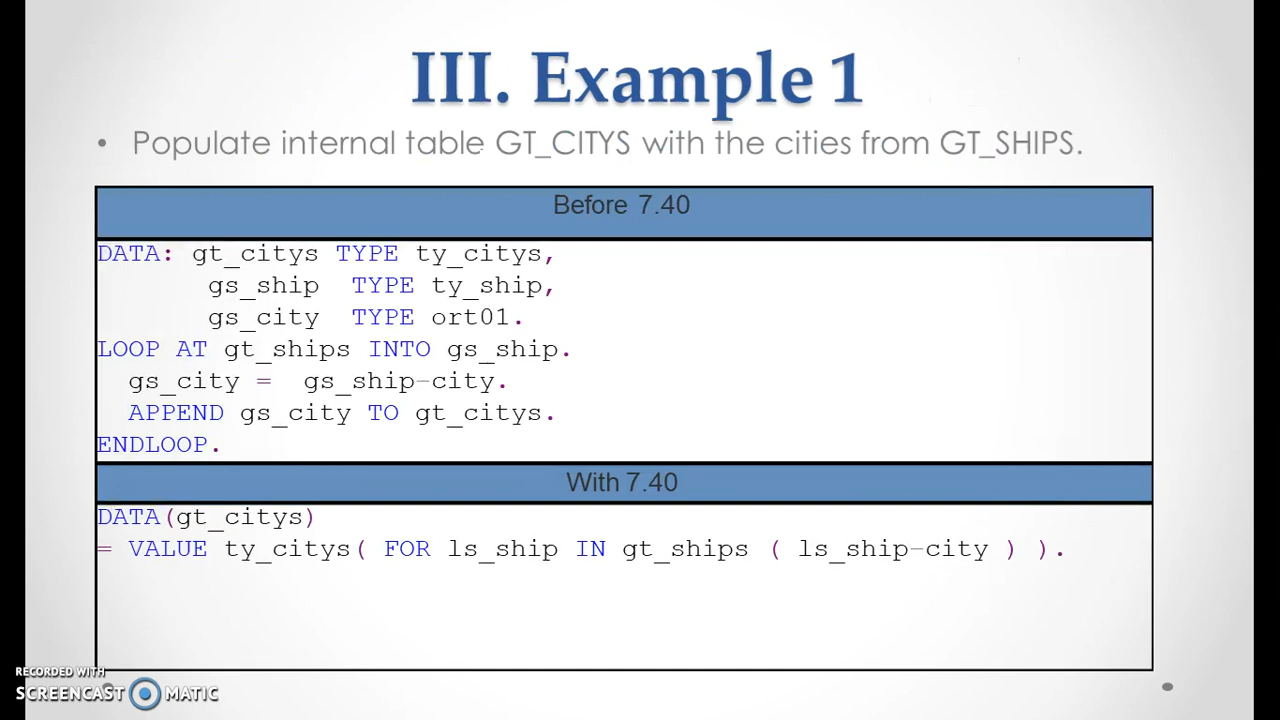 III. Example 1
• Populate internal table GT_CITYS with the cities from GT_SHIPS.
Before 7.40
DATA: gt_citys TYPE ty_citys,
gs_ship TYPE ty_ship,
gs_city TYPE ort01.
LOOP AT gt_ships INTO gs_ship.
gs_city = gs_ship-city.
APPEND gs_city TO gt_citys.
ENDLOOP.
With 7.40
DATA(gt_citys)
= VALUE ty_citys( FOR ls_ship IN gt_ships ( ls_ship-city ) ).
RECORDED WITH
SCREENCAST MATIC